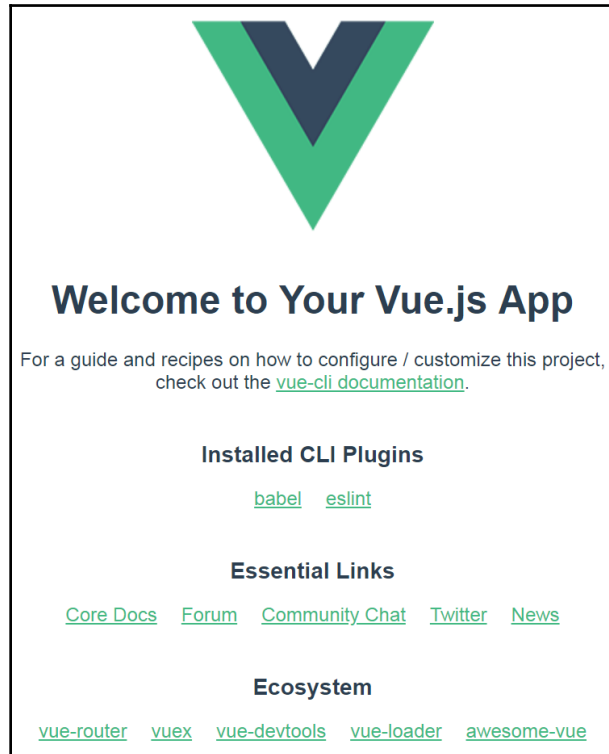 Welcome to Your Vue.js App
For a guide and recipes on how to configure / customize this project,
check out the vue-cli documentation.
Installed CLI Plugins
babel eslint
Essential Links
Core Docs Forum Community Chat Twitter News
Ecosystem
vue-router vuex vue-devtools vue-loader awesome-vue